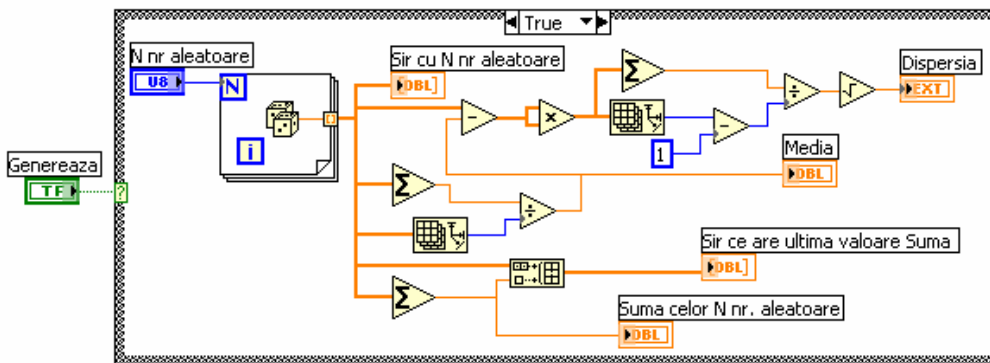 True
N nr aleatoare
U8
N
i
Sir cu N nr aleatoare
DBL]
Σ
÷
√
Dispersia
EXT
-
×
1
-
Media
DBL
Genereaza
TF
?
Σ
÷
Sir ce are ultima valoare Suma
DBL]
Σ
Suma celor N nr. aleatoare
DBL